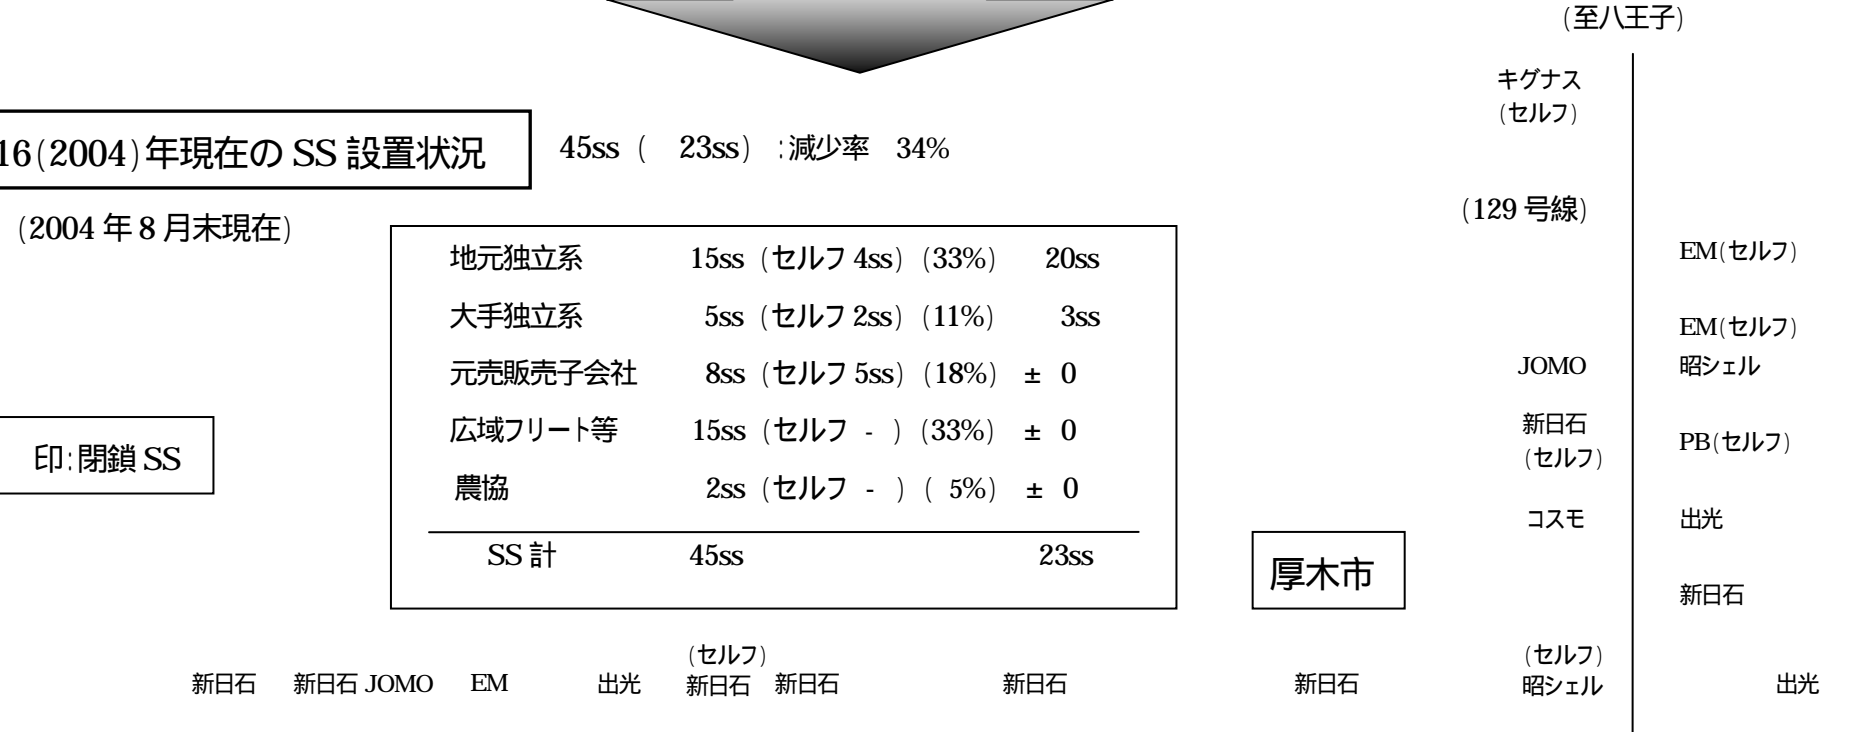 (至八王子)
キグナス
(セルフ)
16(2004)年現在の SS 設置状況
45ss ( 23ss) :減少率 34%
(129 号線)
(2004 年 8 月末現在)
地元独立系 15ss (セルフ 4ss) (33%) 20ss
大手独立系 5ss (セルフ 2ss) (11%) 3ss
元売販売子会社 8ss (セルフ 5ss) (18%) ± 0
広域フリート等 15ss (セルフ - ) (33%) ± 0
農協 2ss (セルフ - ) ( 5%) ± 0
SS 計 45ss 23ss
EM(セルフ)
EM(セルフ)
JOMO 昭シェル
新日石
(セルフ)
PB(セルフ)
印:閉鎖 SS
コスモ 出光
厚木市
新日石
(セルフ) (セルフ)
新日石 新日石 JOMO EM 出光 新日石 新日石 新日石 新日石 昭シェル 出光